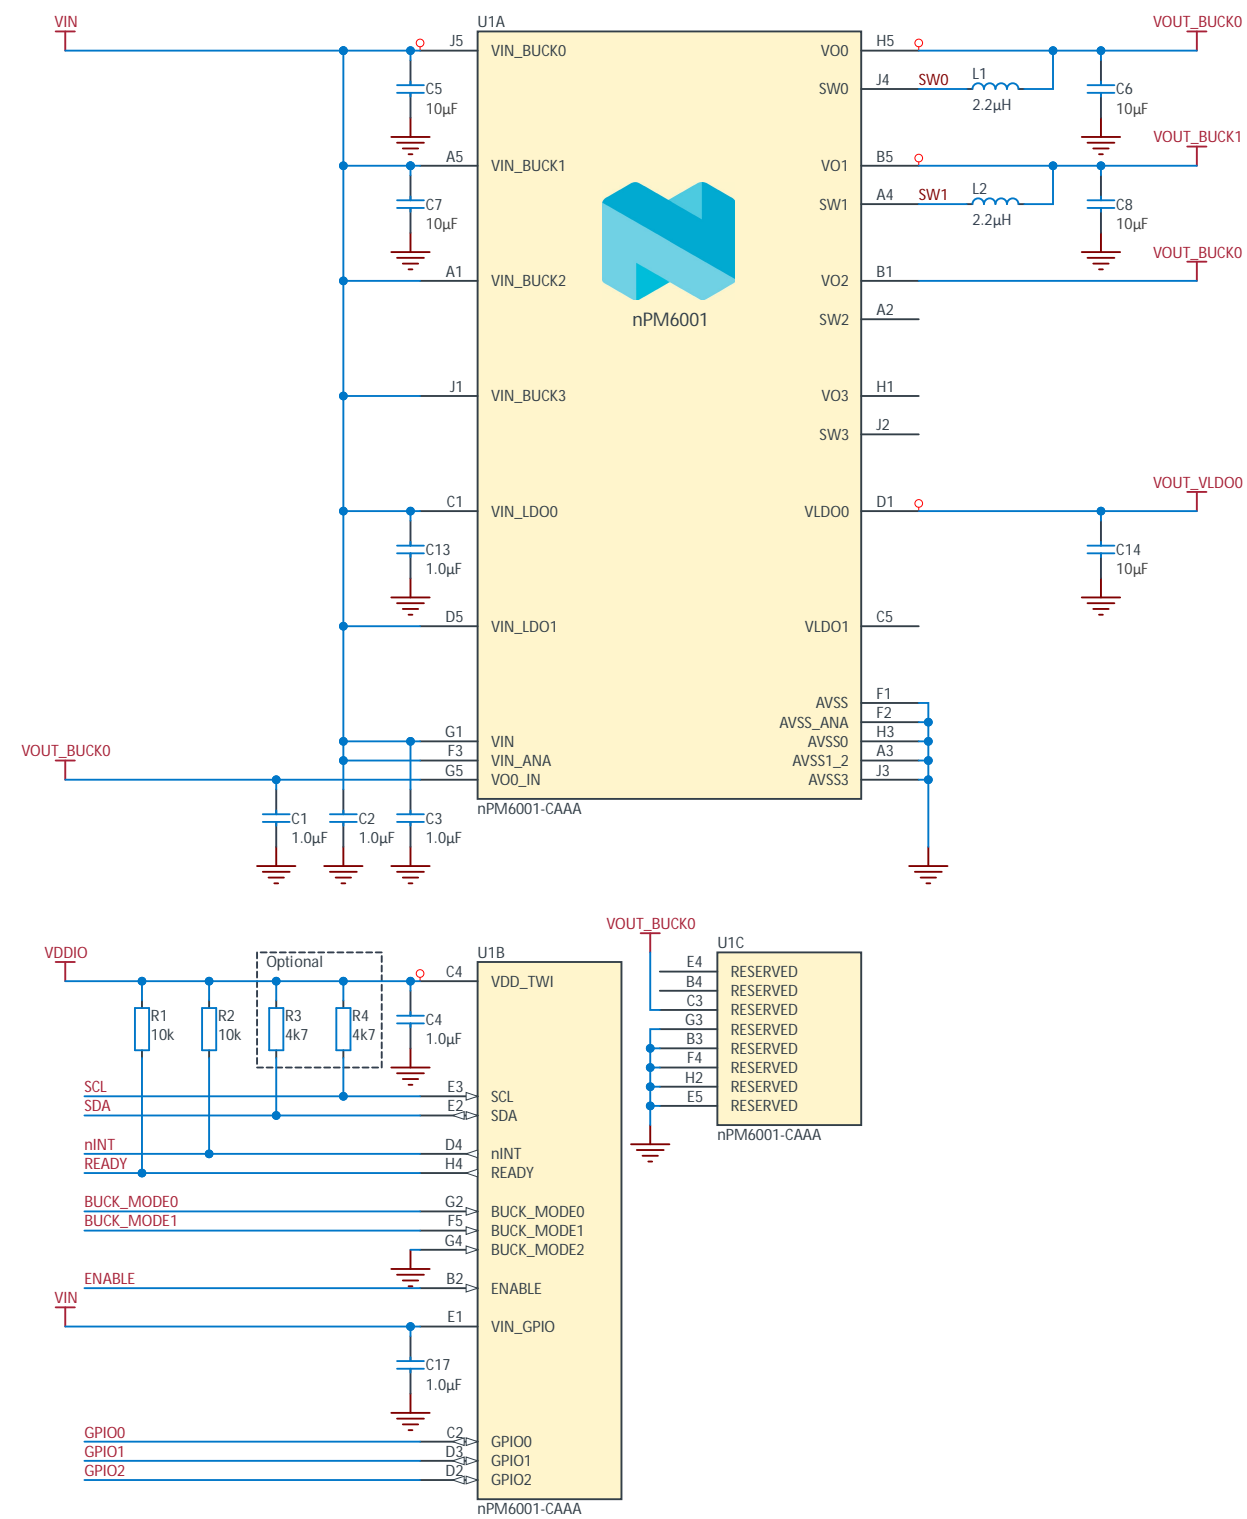 VIN
U1A
VOUT_BUCK0
J5
VIN_BUCK0
VO0
H5
C5
10µF
SW0
J4
SW0
L1
2.2µH
C6
10µF
VOUT_BUCK1
A5
VIN_BUCK1
VO1
B5
C7
10µF
SW1
A4
SW1
L2
2.2µH
C8
10µF
VOUT_BUCK0
A1
VIN_BUCK2
VO2
B1
nPM6001
SW2
A2
J1
VIN_BUCK3
VO3
H1
SW3
J2
VOUT_VLDO0
C1
VIN_LDO0
VLDO0
D1
C13
1.0µF
C14
10µF
D5
VIN_LDO1
VLDO1
C5
AVSS
F1
AVSS_ANA
F2
VOUT_BUCK0
G1
VIN
AVSS0
H3
F3
VIN_ANA
AVSS1_2
A3
G5
VO0_IN
AVSS3
J3
nPM6001-CAAA
C1
1.0µF
C2
1.0µF
C3
1.0µF
VDDIO
Optional
U1B
C4
VDD_TWI
R1
10k
R2
10k
R3
4k7
R4
4k7
C4
1.0µF
SCL
E3
SCL
SDA
E2
SDA
nINT
D4
nINT
READY
H4
READY
BUCK_MODE0
G2
BUCK_MODE0
BUCK_MODE1
F5
BUCK_MODE1
G4
BUCK_MODE2
ENABLE
B2
ENABLE
VIN
E1
VIN_GPIO
C17
1.0µF
GPIO0
C2
GPIO0
GPIO1
D3
GPIO1
GPIO2
D2
GPIO2
nPM6001-CAAA
VOUT_BUCK0
U1C
E4
RESERVED
B4
RESERVED
C3
RESERVED
G3
RESERVED
B3
RESERVED
F4
RESERVED
H2
RESERVED
E5
RESERVED
nPM6001-CAAA